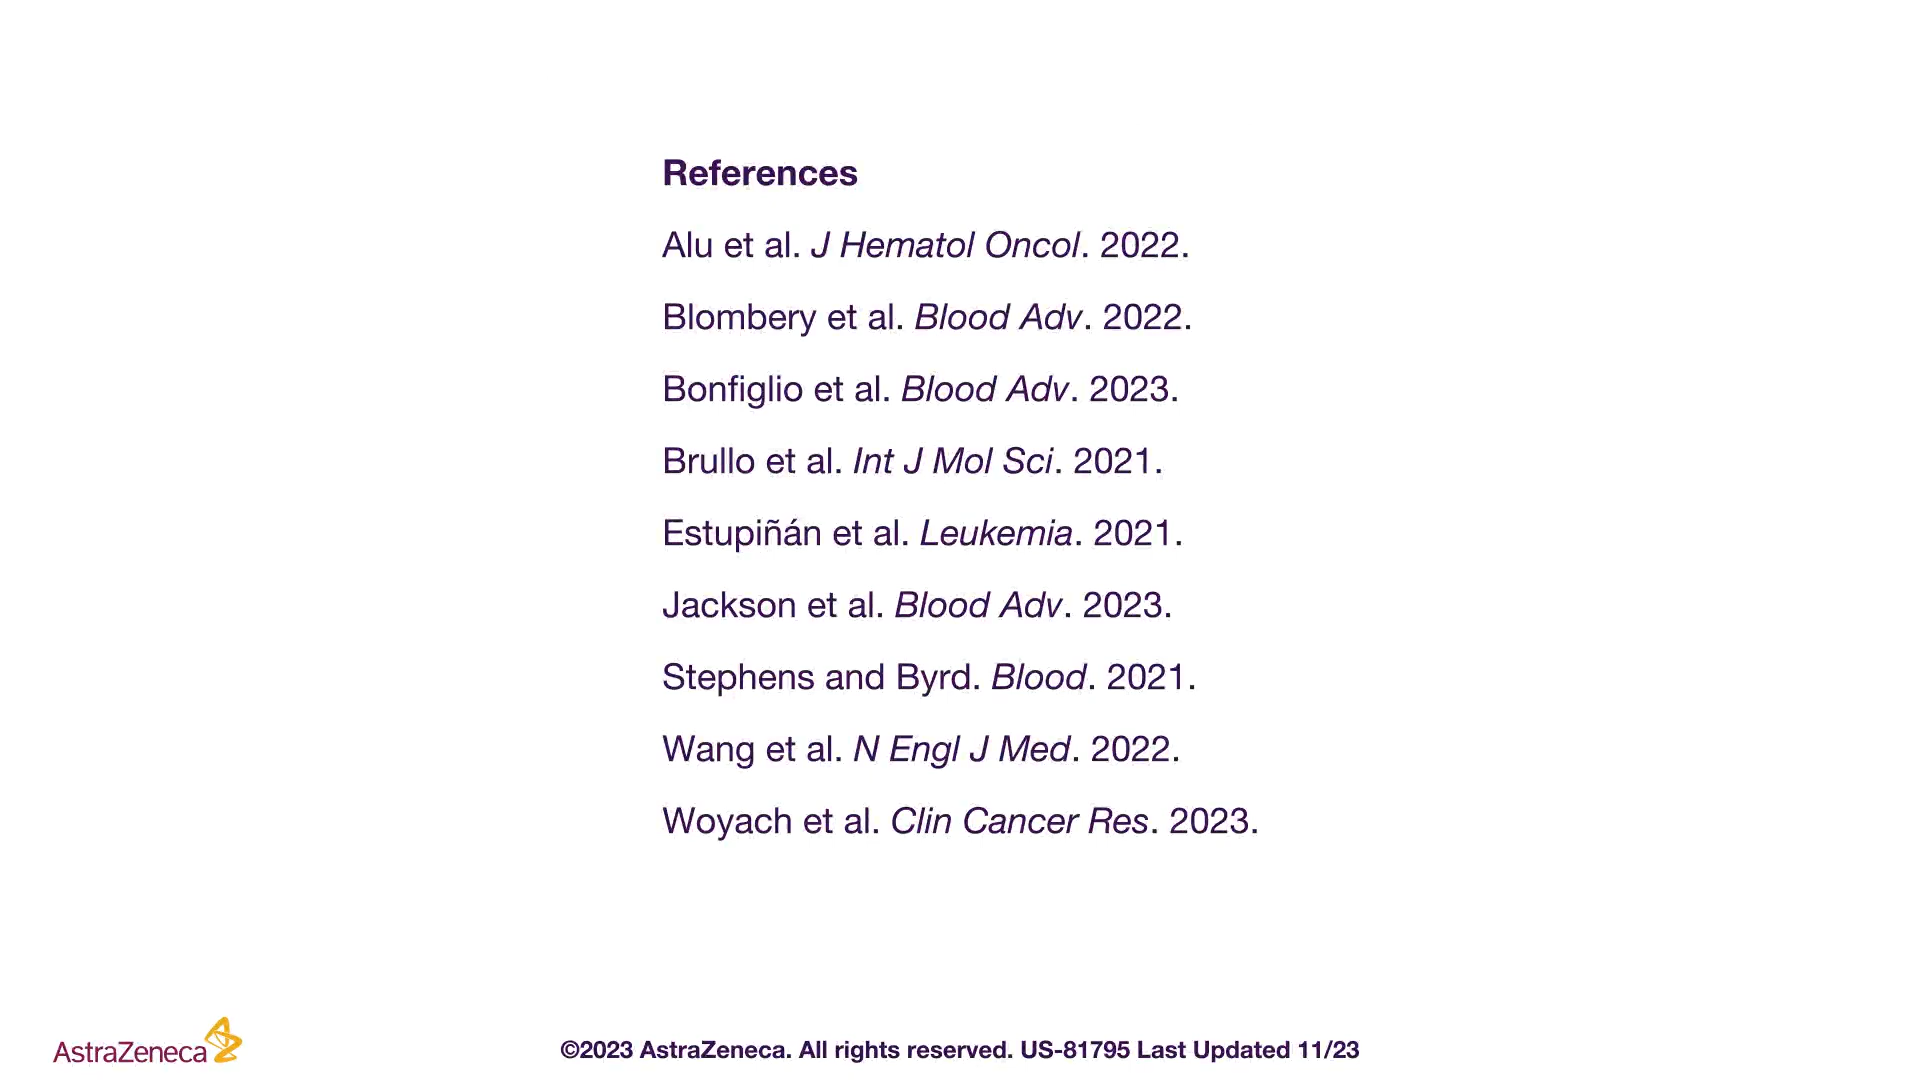 References
Alu et al. J Hematol Oncol. 2022.
Blombery et al. Blood Adv. 2022.
Bonfiglio et al. Blood Adv. 2023.
Brullo et al. Int J Mol Sci. 2021.
Estupiñán et al. Leukemia. 2021.
Jackson et al. Blood Adv. 2023.
Stephens and Byrd. Blood. 2021.
Wang et al. N Engl J Med. 2022.
Woyach et al. Clin Cancer Res. 2023.
AstraZeneca
©2023 AstraZeneca. All rights reserved. US-81795 Last Updated 11/23